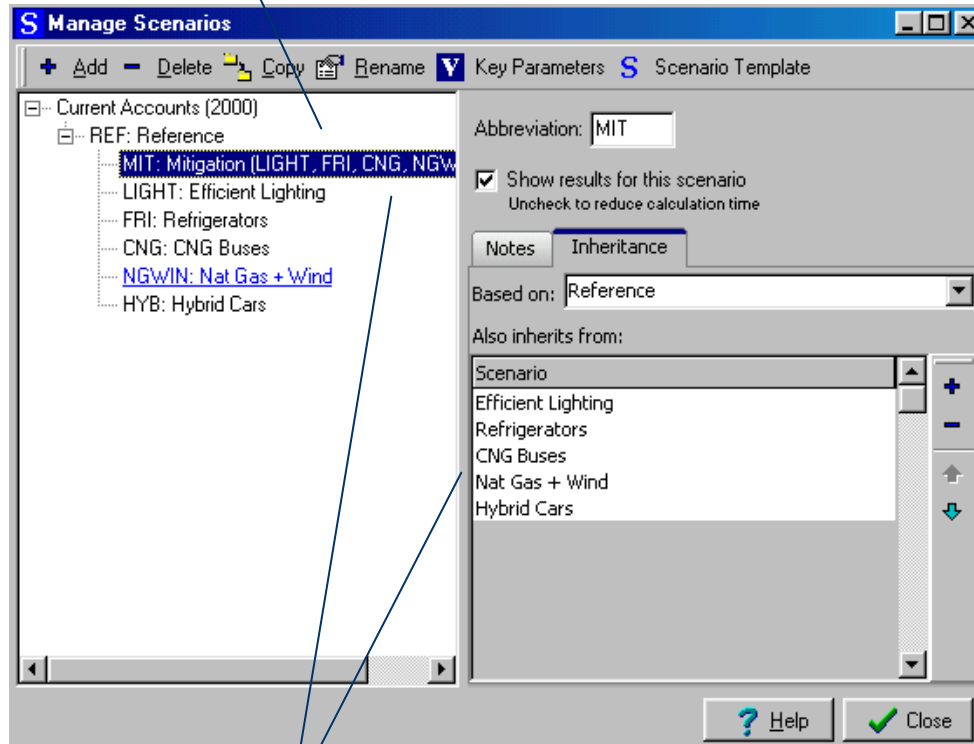 S Manage Scenarios
Add Delete Copy Rename V Key Parameters S Scenario Template
Current Accounts (2000)
REF: Reference
MIT: Mitigation (LIGHT, FRI, CNG, NGW
LIGHT: Efficient Lighting
FRI: Refrigerators
CNG: CNG Buses
NGWIN: Nat Gas + Wind
HYB: Hybrid Cars
Abbreviation: MIT
Show results for this scenario
Uncheck to reduce calculation time
Notes Inheritance
Based on: Reference
Also inherits from:
Scenario
Efficient Lighting
Refrigerators
CNG Buses
Nat Gas + Wind
Hybrid Cars
? Help Close